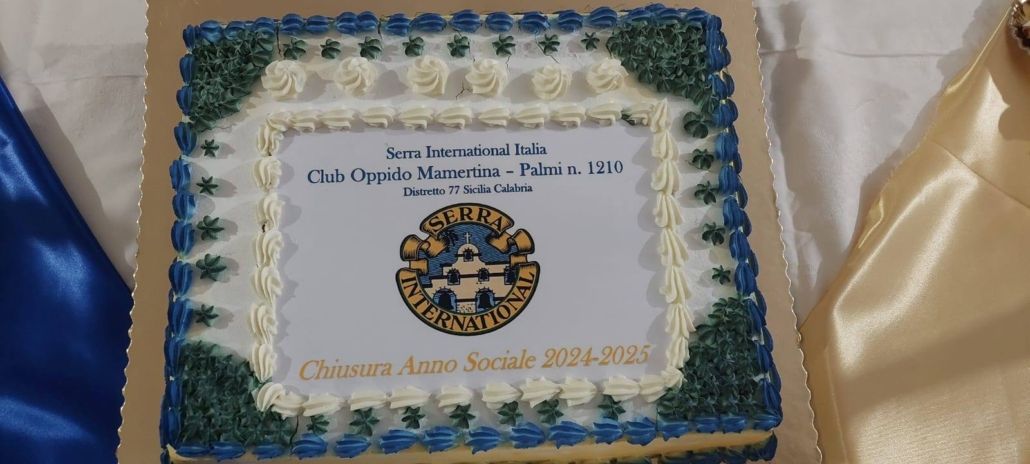 Serra International Italia
Club Oppido Mamertina - Palmi n. 1210
Distretto 77 Sicilia Calabria
SERRA
INTERNATIONAL
Chiusura Anno Sociale 2024-2025